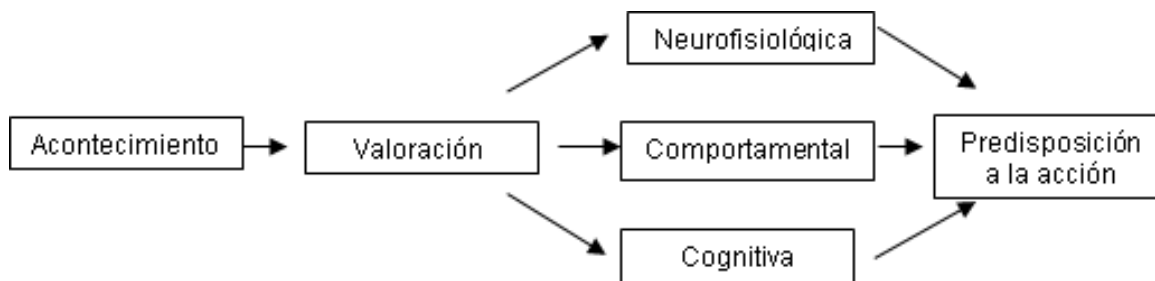 Neurofisiológica
Acontecimiento
Valoración
Comportamental
Predisposición
a la acción
Cognitiva